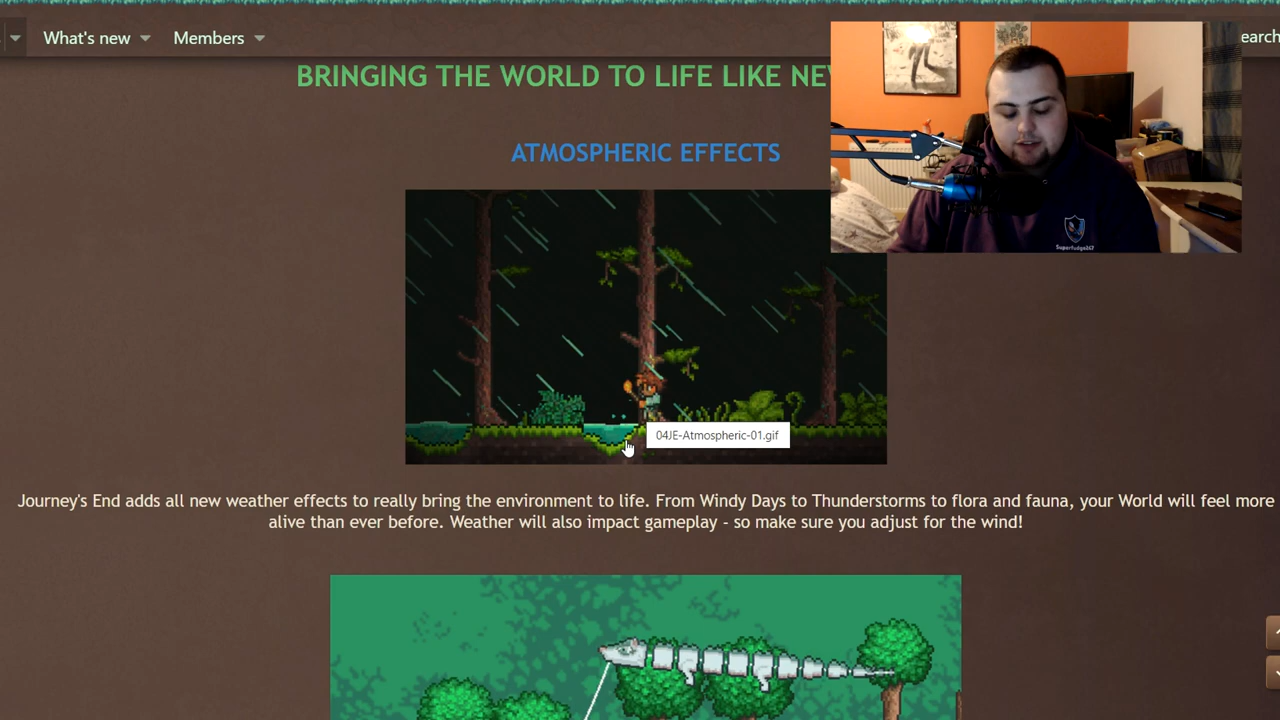 What's new
Members
earch
BRINGING THE WORLD TO LIFE LIKE NE
ATMOSPHERIC EFFECTS
Superfudge267
04JE-Atmospheric-01.gif
Journey's End adds all new weather effects to really bring the environment to life. From Windy Days to Thunderstorms to flora and fauna, your World will feel more
alive than ever before. Weather will also impact gameplay - so make sure you adjust for the wind!